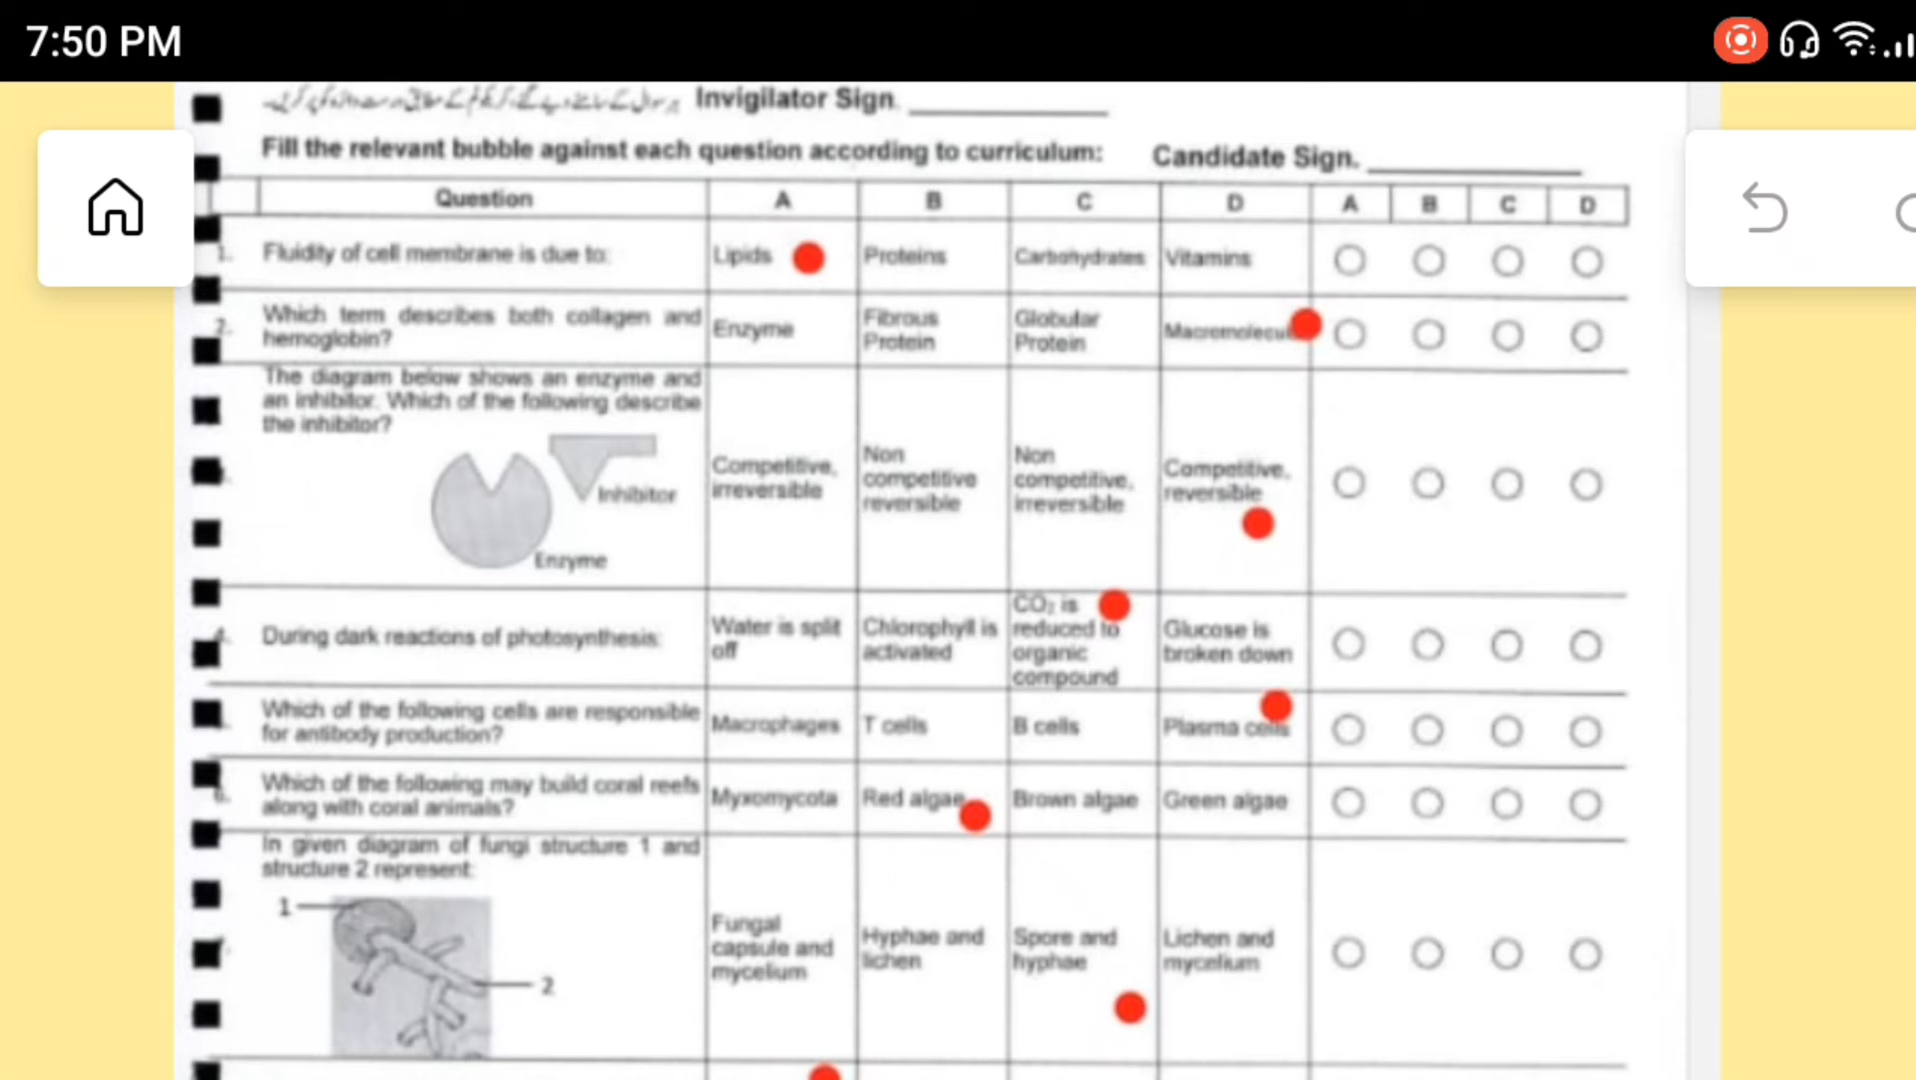 7:50 PM
Invigilator Sign.
Fill the relevant bubble against each question according to curriculum: Candidate Sign.
Question A B C D A B C D
1. Fluidity of cell membrane is due to: Lipids Proteins Carbohydrates Vitamins
2. Which term describes both collagen and hemoglobin? Enzyme Fibrous Protein Globular Protein
The diagram below shows an enzyme and
an inhibitor. Which of the following describe
the inhibitor?
Inhibitor
Enzyme
Competitive, irreversible
Non competitive reversible
Non competitive, irreversible
Competitive, reversible
4. During dark reactions of photosynthesis: Water is split off Chlorophyll is activated CO₂ is reduced to organic compound Glucose is broken down
Which of the following cells are responsible
for antibody production?
Macrophages T cells B cells Plasma cells
6. Which of the following may build coral reefs
along with coral animals?
Myxomycota Red algae Brown algae Green algae
In given diagram of fungi structure 1 and
structure 2 represent:
1
2
Fungal capsule and mycelium
Hyphae and lichen
Spore and hyphae
Lichen and mycelium